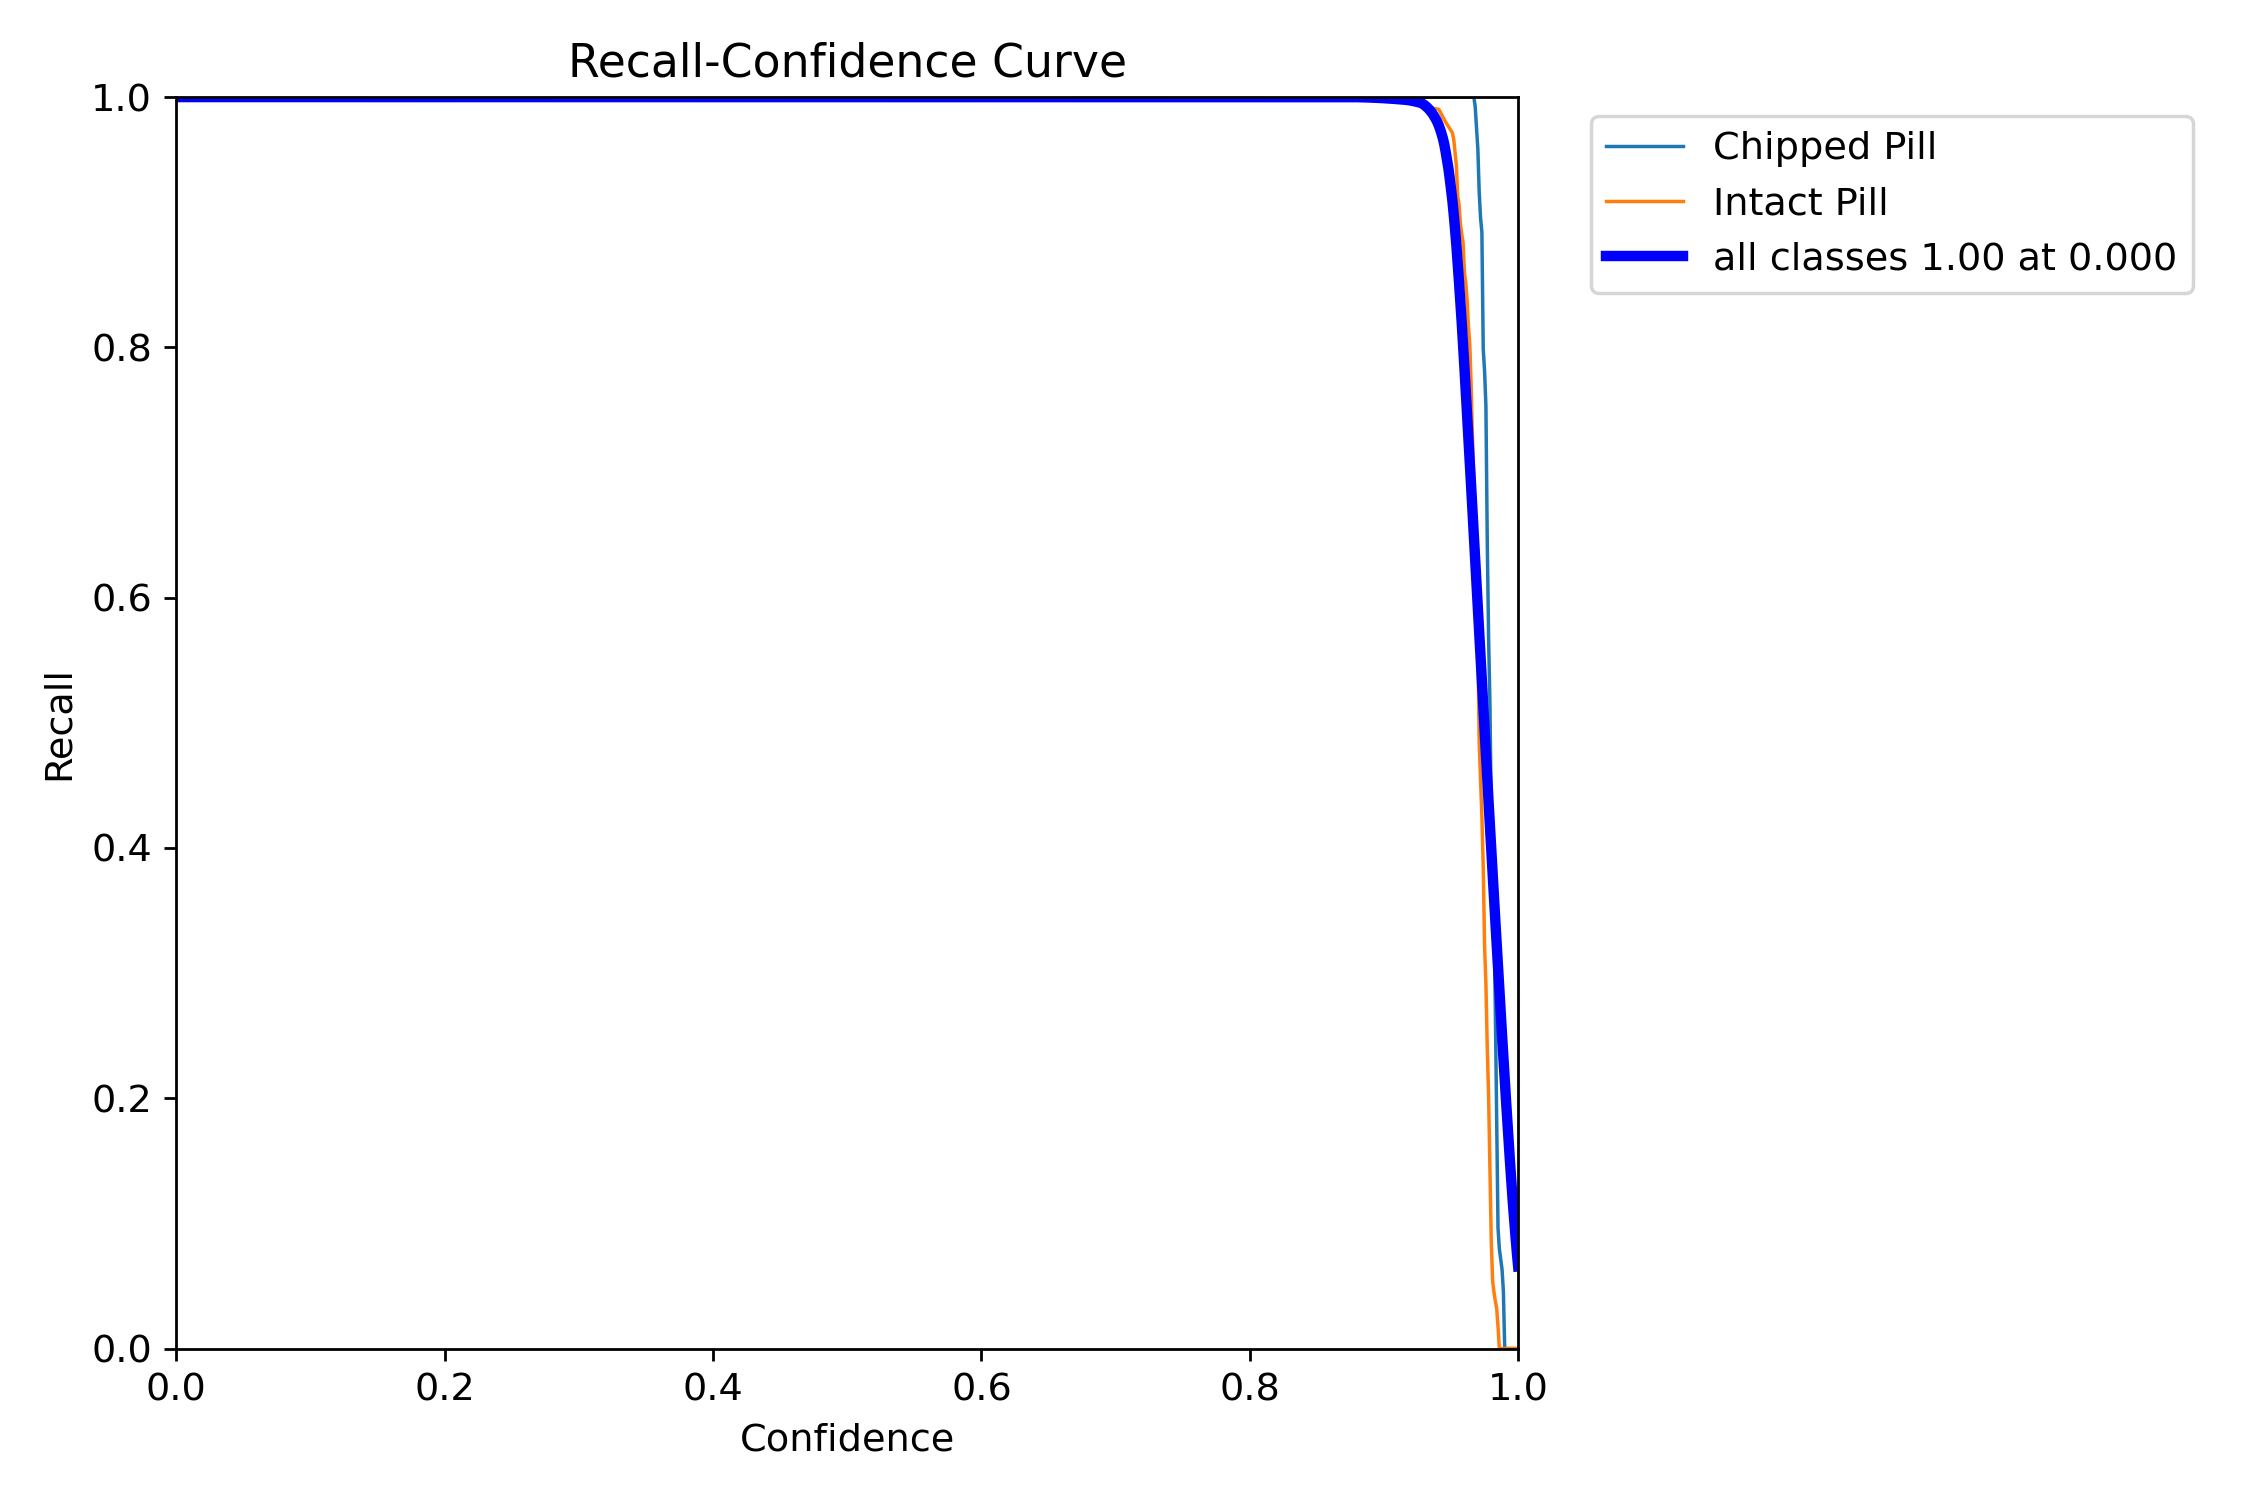 Recall-Confidence Curve
1.0
0.8
0.6
0.4
0.2
0.0
Recall
0.0 0.2 0.4 0.6 0.8 1.0
Confidence
Chipped Pill
Intact Pill
all classes 1.00 at 0.000